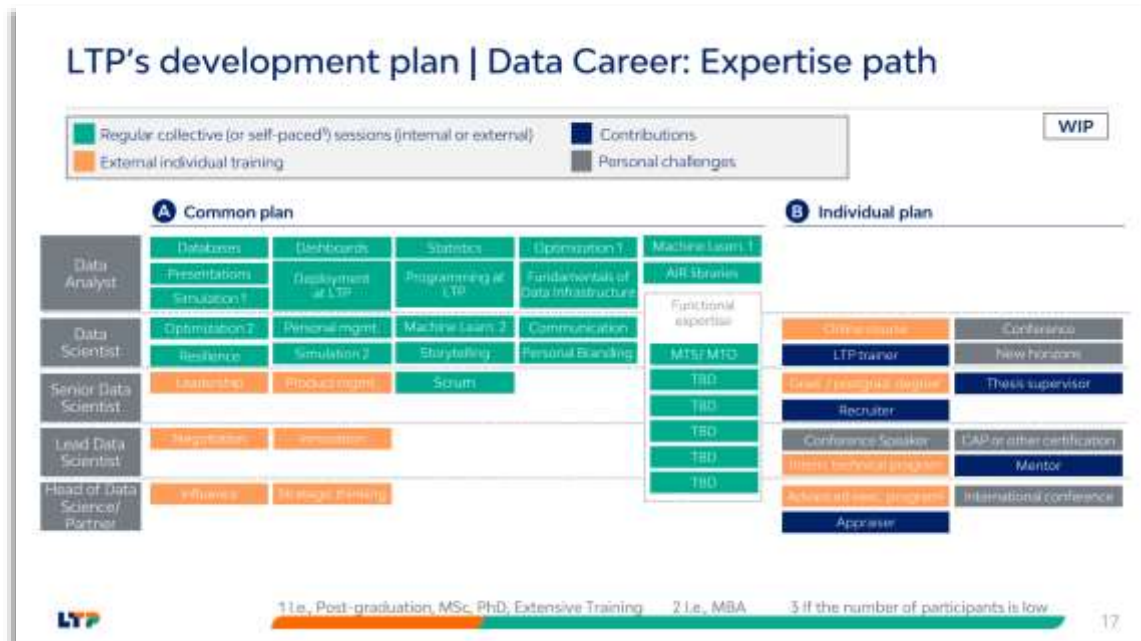 LTP's development plan | Data Career: Expertise path
WIP
Regular collective (or self-paced³) sessions (internal or external)
Contributions
External individual training
Personal challenges
A Common plan
B Individual plan
Data
Analyst
Databases
Dashboards
Statistics
Optimization 1
Machine Learn. 1
Presentations
Deployment
at LTP
Programming at
LTP
Fundamentals of
Data Infrastructure
AIR libraries
Simulation 1
Functional
expertise
Data
Scientist
Optimization 2
Personal mgmt.
Machine Learn. 2
Communication
Resilience
Simulation 2
Storytelling
Personal Branding
MTS/ MTO
Online course
Conference
LTP trainer
New horizons
Senior Data
Scientist
Leadership
Product mgmt.
Scrum
TBD
TBD
Grad. / postgrad. degree
Thesis supervisor
Recruiter
Lead Data
Scientist
Negotiation
Innovation
TBD
TBD
Conference Speaker
CAP or other certification
technical program
Mentor
Head of Data
Science/
Partner
Influence
Strategic thinking
TBD
program
International conference
Appraiser
1 I.e., Post-graduation, MSc, PhD, Extensive Training
2 I.e., MBA
3 If the number of participants is low
LTP
17